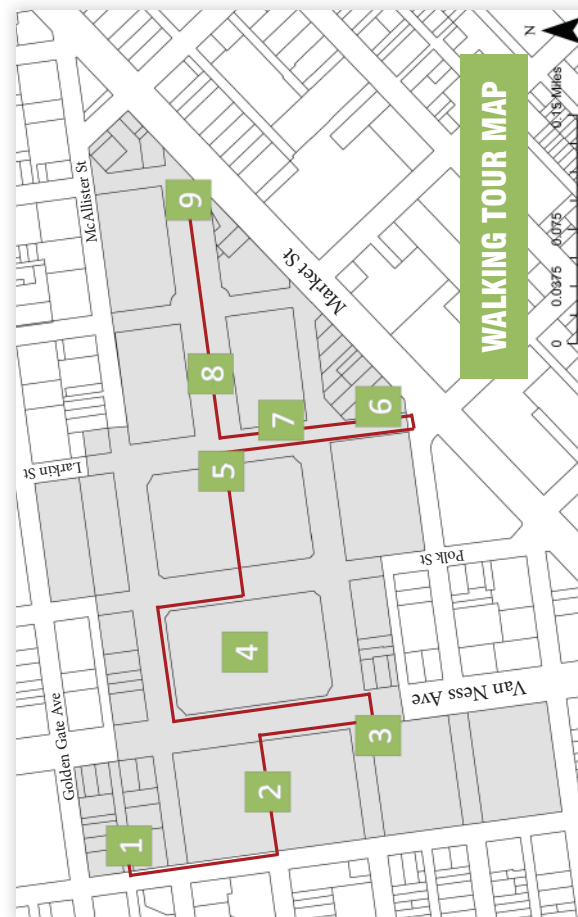 WALKING TOUR MAP
N
0 0.0375 0.075 0.15 Miles
McAllister St
Golden Gate Ave
Larkin St
Market St
Polk St
Van Ness Ave
1
2
3
4
5
6
7
8
9